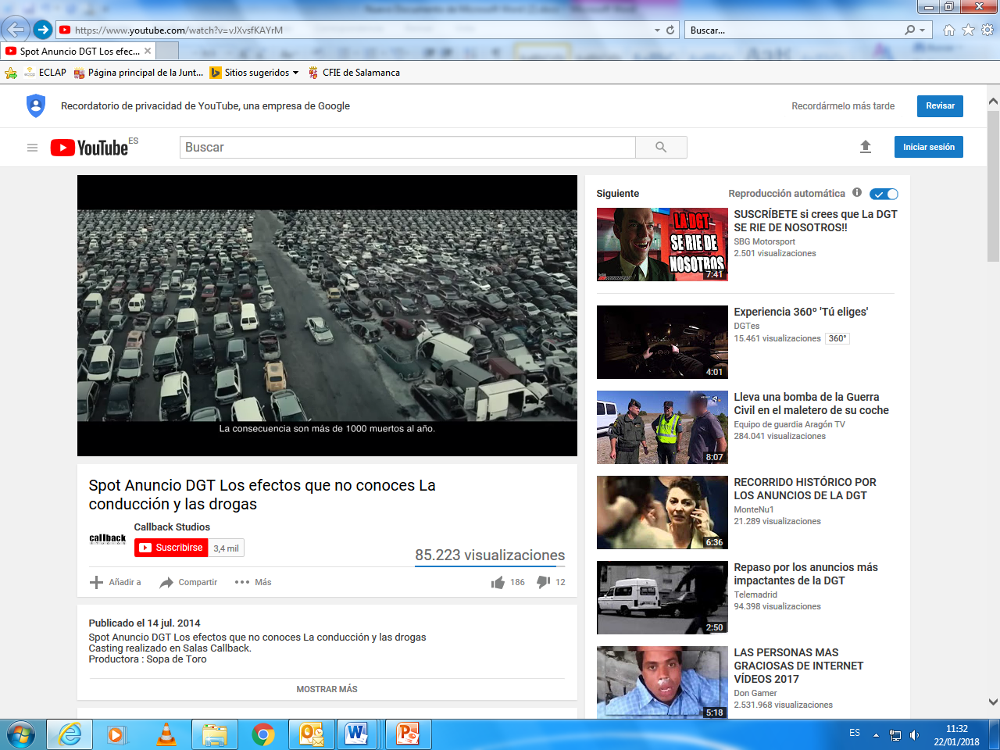 https://www.youtube.com/watch?v=vJXvsfKAYrM
Buscar...
Spot Anuncio DGT Los efec...
ECLAP
Página principal de la Junt...
Sitios sugeridos
CFIE de Salamanca
Recordatorio de privacidad de YouTube, una empresa de Google
Recordármelo más tarde
Revisar
YouTube ES
Buscar
Iniciar sesión
La consecuencia son más de 1000 muertos al año.
Spot Anuncio DGT Los efectos que no conoces La
conducción y las drogas
callback
Callback Studios
Suscribirse
3,4 mil
85.223 visualizaciones
Añadir a
Compartir
Más
186
12
Publicado el 14 jul. 2014
Spot Anuncio DGT Los efectos que no conoces La conducción y las drogas
Casting realizado en Salas Callback.
Productora : Sopa de Toro
MOSTRAR MÁS
Siguiente
Reproducción automática
LA DGT
SE RIE DE
NOSOTROS
7:41
SUSCRÍBETE si crees que La DGT
SE RIE DE NOSOTROS!!
SBG Motorsport
2.501 visualizaciones
4:01
Experiencia 360º 'Tú eliges'
DGTes
15.461 visualizaciones 360°
8:07
Lleva una bomba de la Guerra
Civil en el maletero de su coche
Equipo de guardia Aragón TV
284.041 visualizaciones
6:36
RECORRIDO HISTÓRICO POR
LOS ANUNCIOS DE LA DGT
MonteNu1
21.289 visualizaciones
2:50
Repaso por los anuncios más
impactantes de la DGT
Telemadrid
94.398 visualizaciones
5:18
LAS PERSONAS MAS
GRACIOSAS DE INTERNET
VÍDEOS 2017
Don Gamer
2.531.968 visualizaciones
ES
11:32
22/01/2018